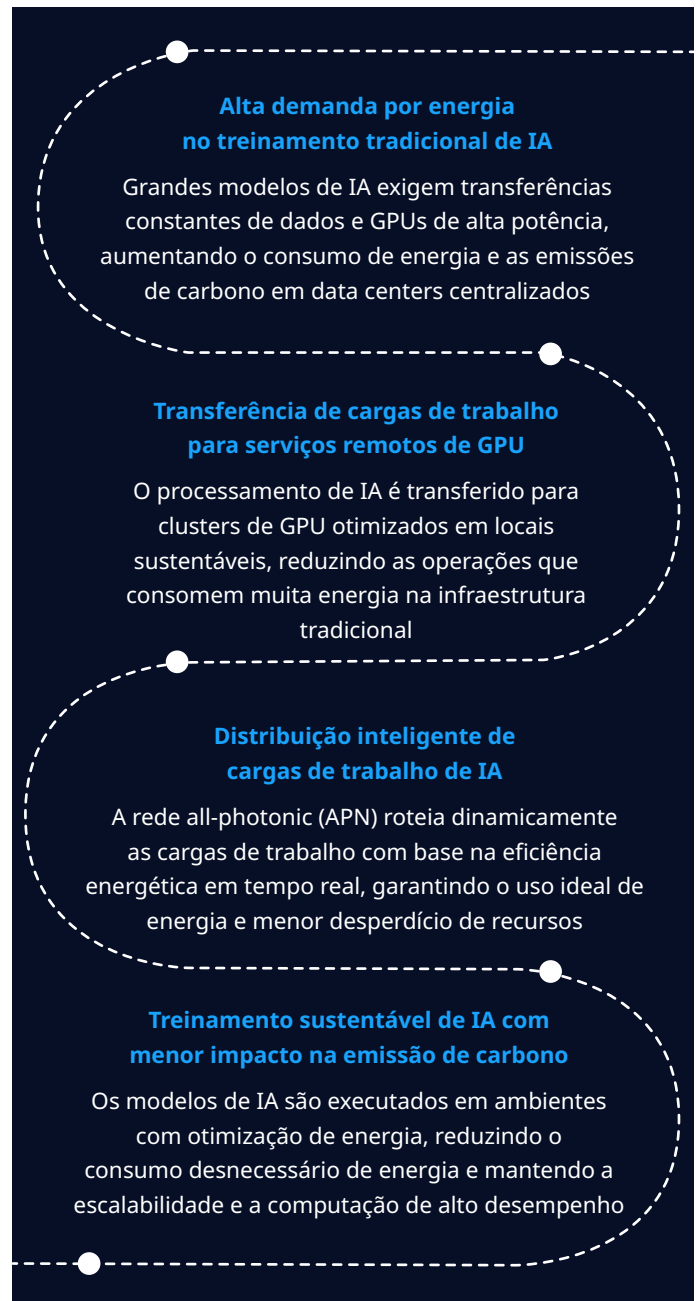 Alta demanda por energia
no treinamento tradicional de IA
Grandes modelos de IA exigem transferências
constantes de dados e GPUs de alta potência,
aumentando o consumo de energia e as emissões
de carbono em data centers centralizados
Transferência de cargas de trabalho
para serviços remotos de GPU
O processamento de IA é transferido para
clusters de GPU otimizados em locais
sustentáveis, reduzindo as operações que
consomem muita energia na infraestrutura
tradicional
Distribuição inteligente de
cargas de trabalho de IA
A rede all-photonic (APN) roteia dinamicamente
as cargas de trabalho com base na eficiência
energética em tempo real, garantindo o uso ideal de
energia e menor desperdício de recursos
Treinamento sustentável de IA com
menor impacto na emissão de carbono
Os modelos de IA são executados em ambientes
com otimização de energia, reduzindo o
consumo desnecessário de energia e mantendo a
escalabilidade e a computação de alto desempenho